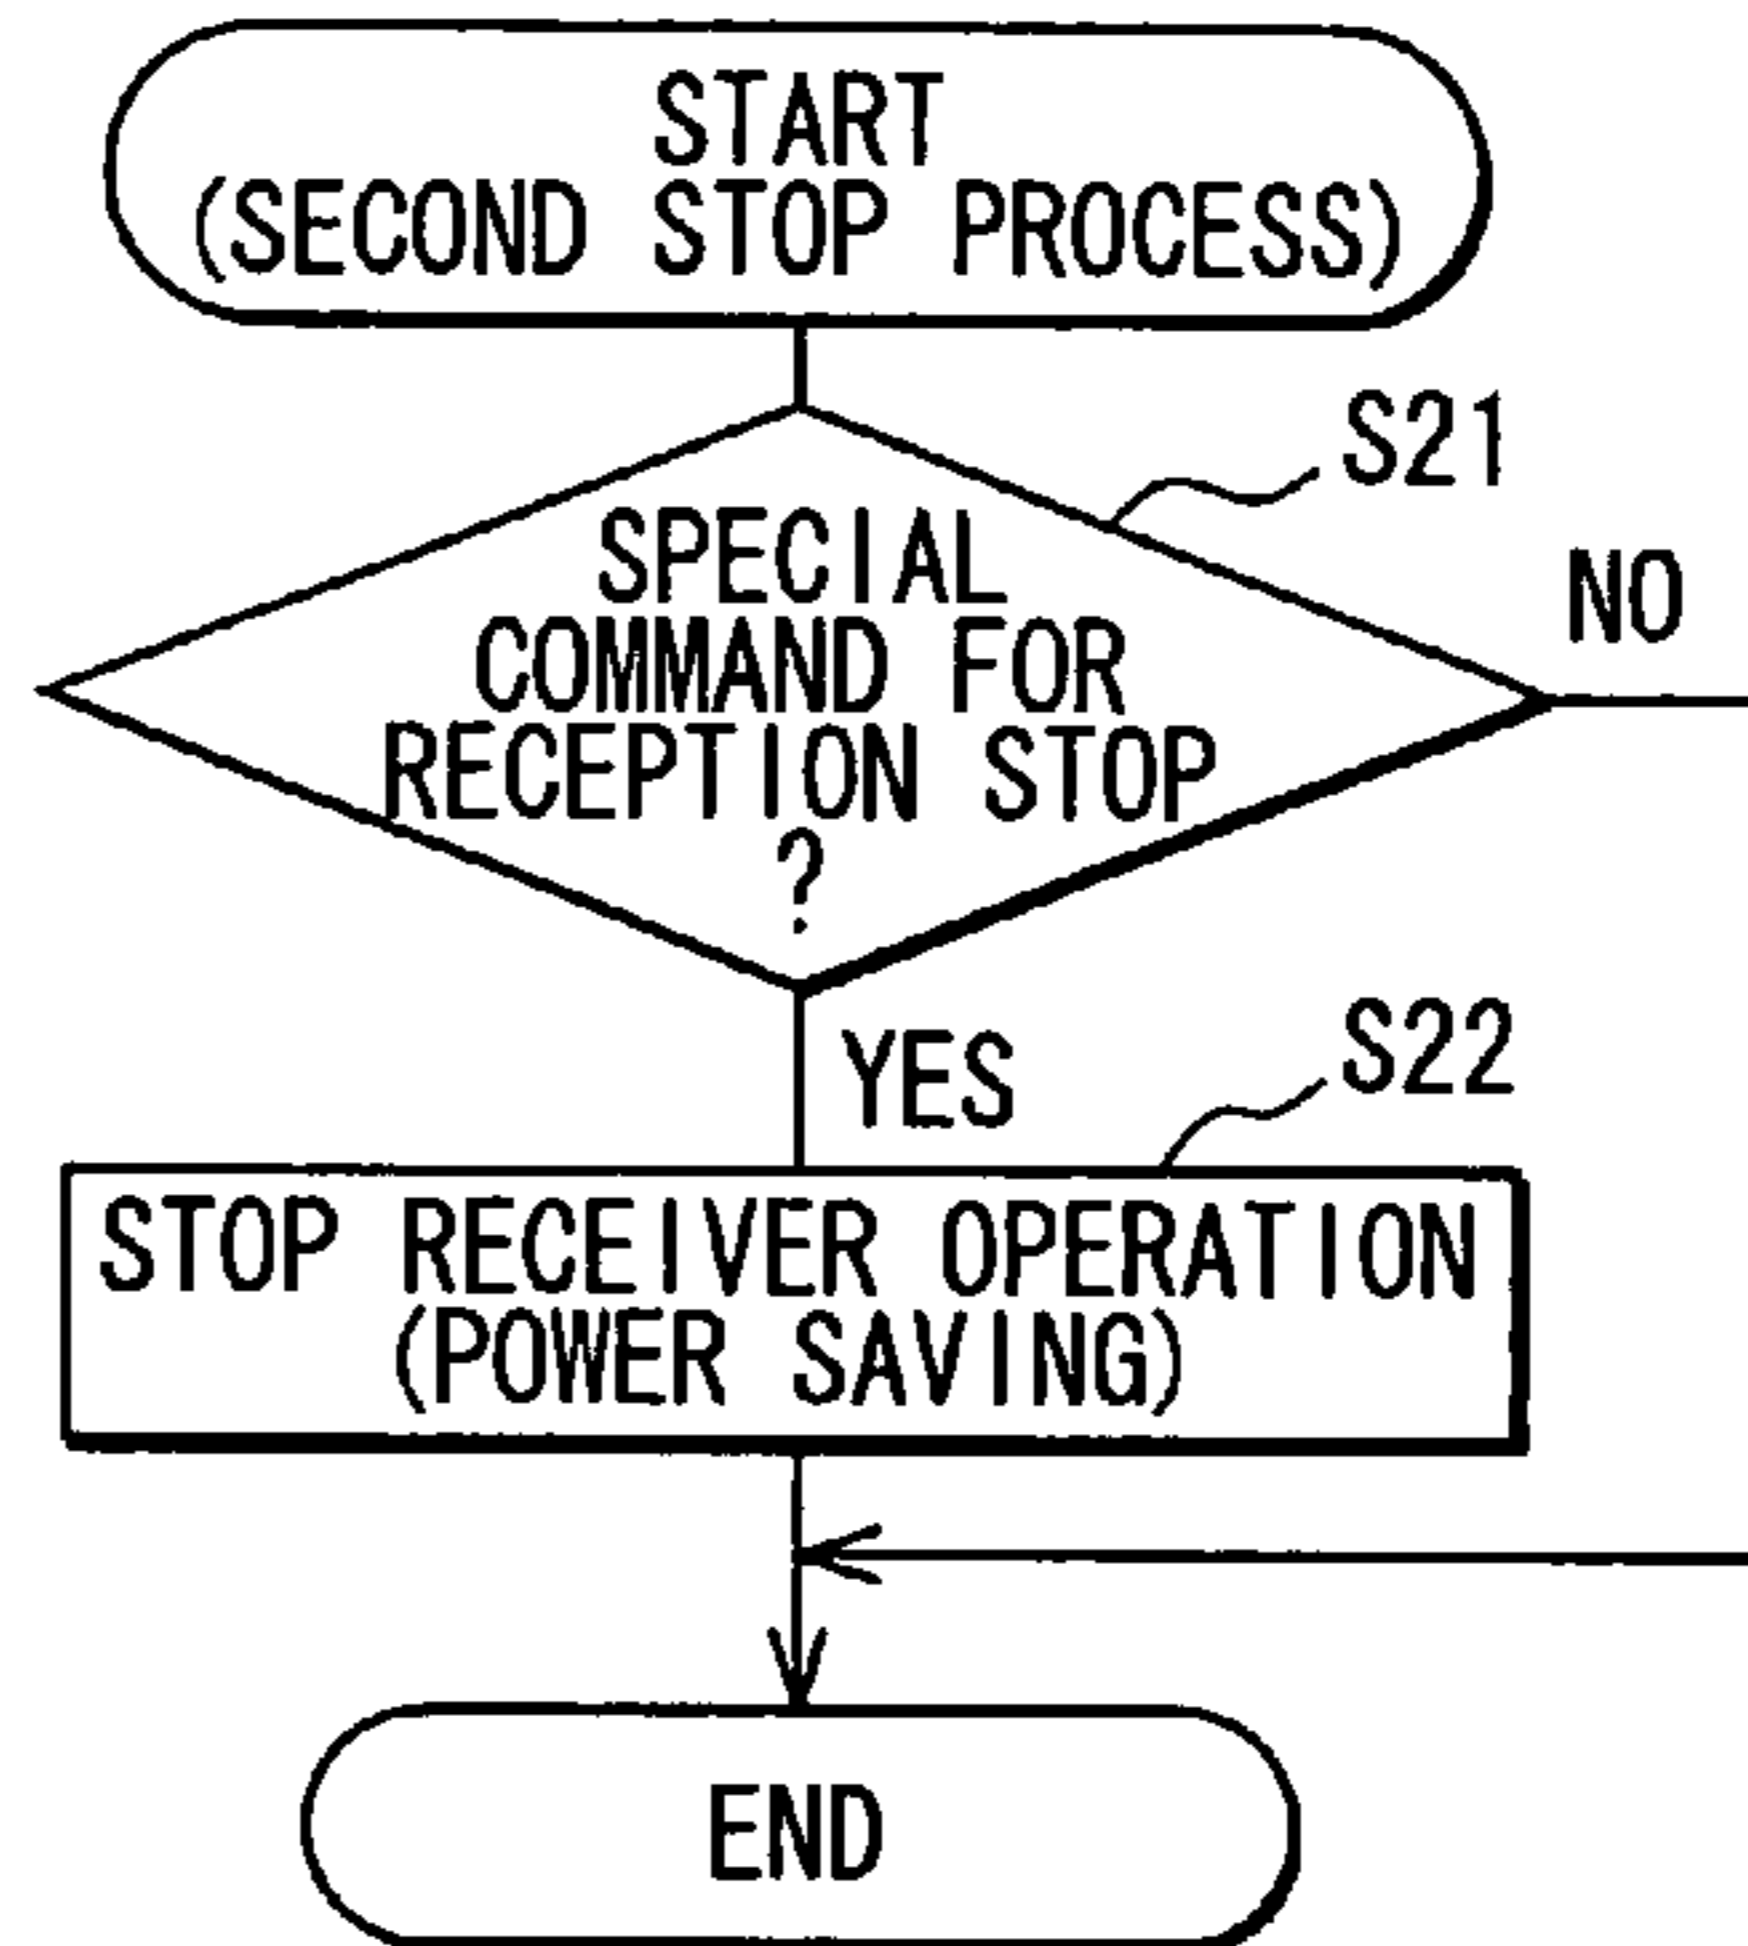 START
(SECOND STOP PROCESS)
S21
SPECIAL
COMMAND FOR
RECEPTION STOP
?
NO
YES
S22
STOP RECEIVER OPERATION
(POWER SAVING)
END